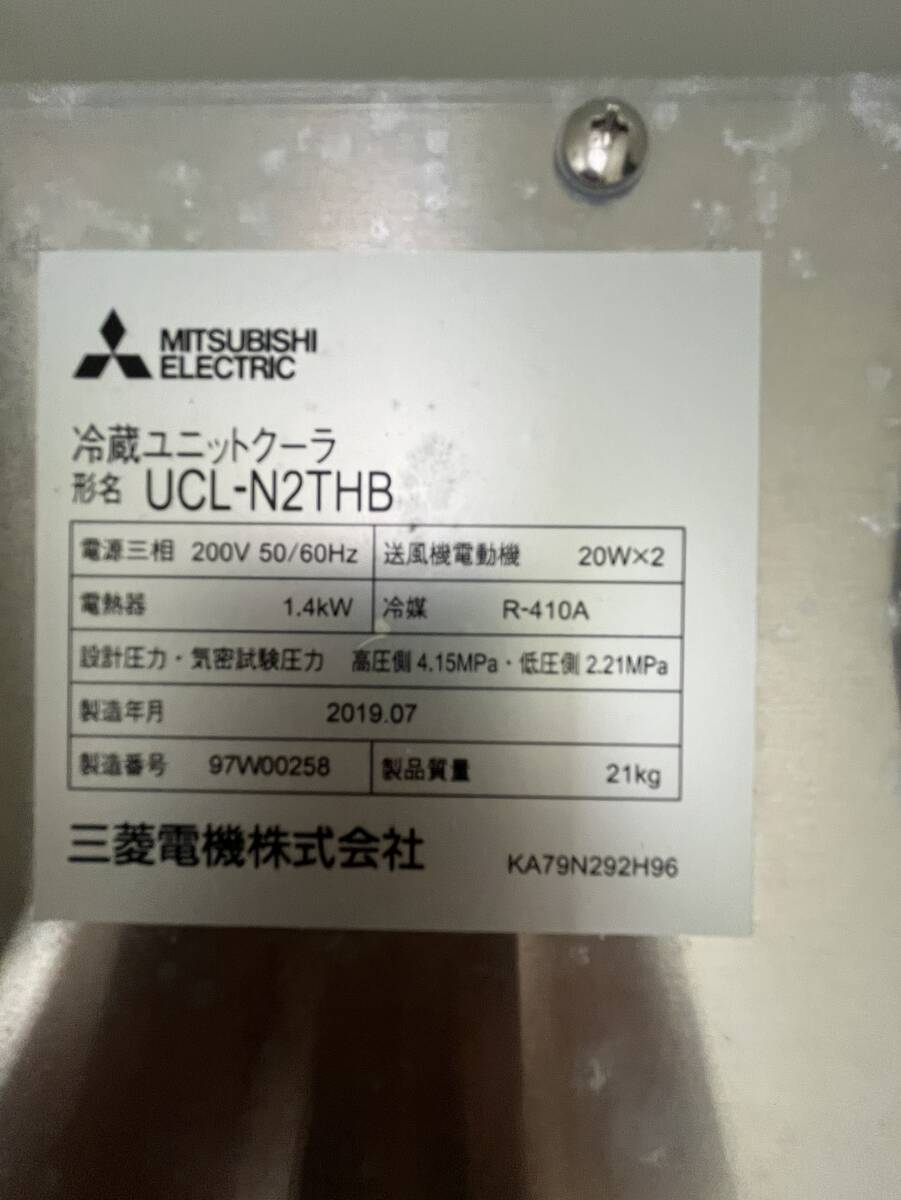 MITSUBISHI
ELECTRIC
冷蔵ユニットクーラ
形名 UCL-N2THB
電源三相 200V 50/60Hz 送風機電動機 20W×2
電熱器 1.4kW 冷媒 R-410A
設計圧力・気密試験圧力 高圧側 4.15MPa・低圧側 2.21MPa
製造年月 2019.07
製造番号 97W00258 製品質量 21kg
三菱電機株式会社 KA79N292H96